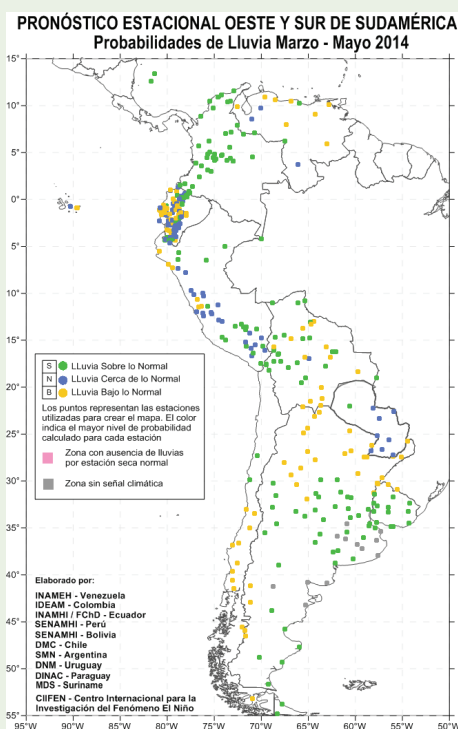 PRONÓSTICO ESTACIONAL OESTE Y SUR DE SUDAMÉRICA
Probabilidades de Lluvia Marzo - Mayo 2014
15°
10°
5°
0°
5°
10°
15°
20°
25°
30°
35°
40°
45°
50°
55°
S LLuvia Sobre lo Normal
N LLuvia Cerca de lo Normal
B LLuvia Bajo lo Normal
Los puntos representan las estaciones
utilizadas para crear el mapa. El color
indica el mayor nivel de probabilidad
calculado para cada estación
Zona con ausencia de lluvias
por estación seca normal
Zona sin señal climática
Elaborado por:
INAMEH - Venezuela
IDEAM - Colombia
INAMHI / FChD - Ecuador
SENAMHI - Perú
SENAMHI - Bolivia
DMC - Chile
SMN - Argentina
DNM - Uruguay
DINAC - Paraguay
MDS - Suriname
CIIFEN - Centro Internacional para la
Investigación del Fenómeno El Niño
95°W 90°W 85°W 80°W 75°W 70°W 65°W 60°W 55°W 50°W